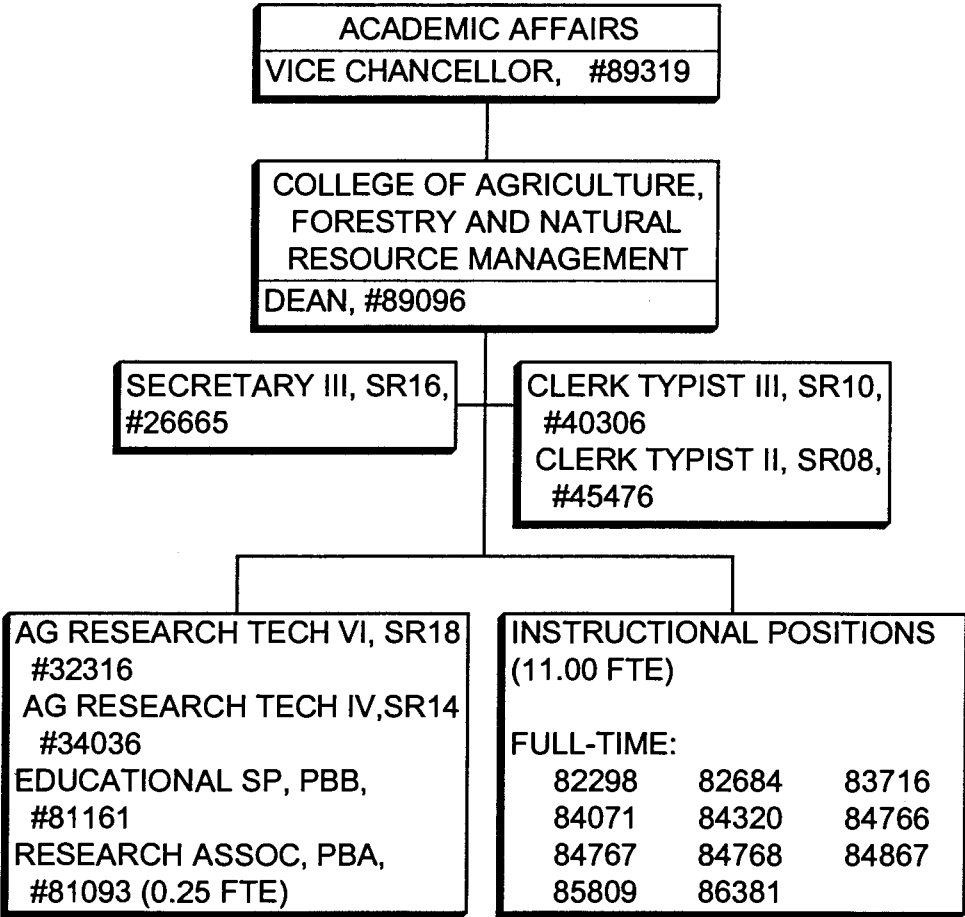 ACADEMIC AFFAIRS
VICE CHANCELLOR, #89319
COLLEGE OF AGRICULTURE,
FORESTRY AND NATURAL
RESOURCE MANAGEMENT
DEAN, #89096
SECRETARY III, SR16,
#26665
CLERK TYPIST III, SR10,
#40306
CLERK TYPIST II, SR08,
#45476
AG RESEARCH TECH VI, SR18
#32316
AG RESEARCH TECH IV,SR14
#34036
EDUCATIONAL SP, PBB,
#81161
RESEARCH ASSOC, PBA,
#81093 (0.25 FTE)
INSTRUCTIONAL POSITIONS
(11.00 FTE)
FULL-TIME:
82298 82684 83716
84071 84320 84766
84767 84768 84867
85809 86381